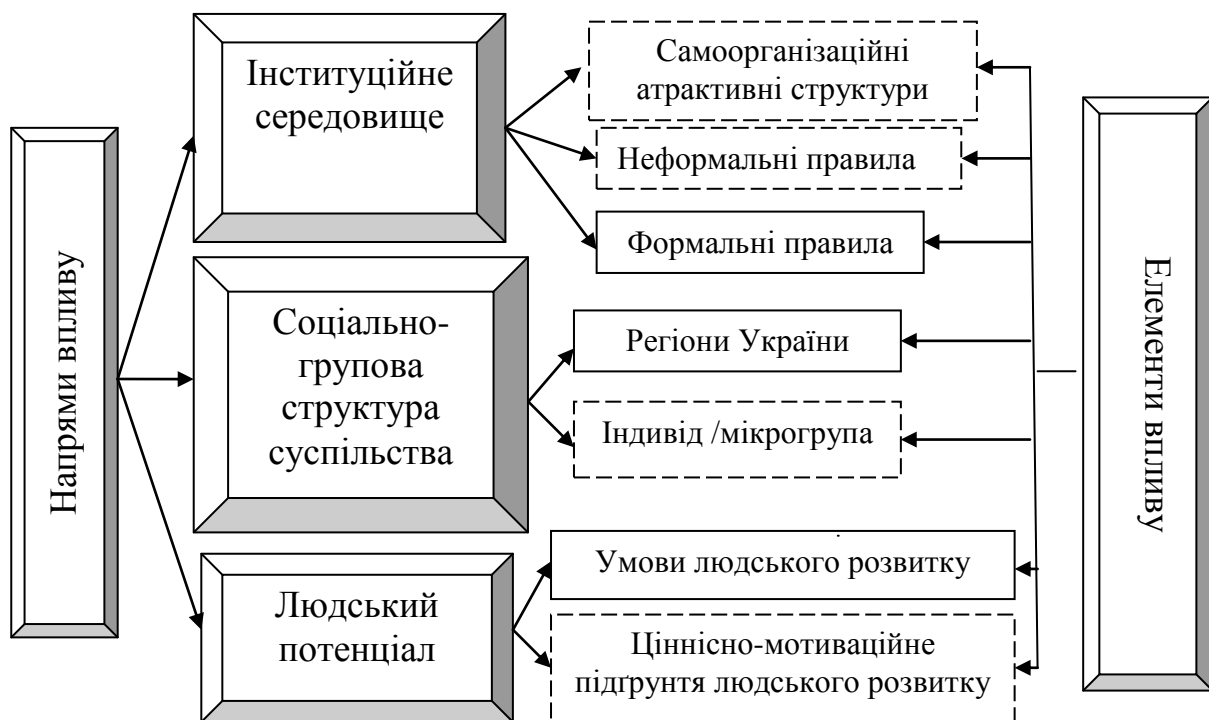 Напрями впливу
Інституційне
середовище
Самоорганізаційні
атрактивні структури
Неформальні правила
Формальні правила
Соціально-
групова
структура
суспільства
Регіони України
Індивід /мікрогрупа
Людський
потенціал
Умови людського розвитку
Ціннісно-мотиваційне
підґрунтя людського розвитку
Елементи впливу